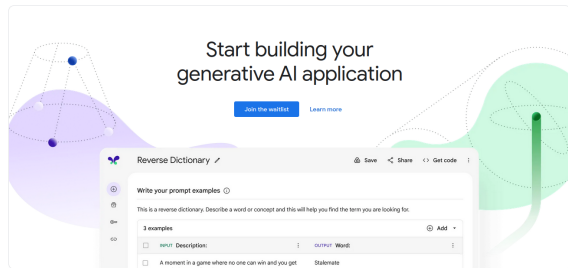 Start building your
generative AI application
Join the waitlist
Learn more
Reverse Dictionary
Save
Share
Get code
Write your prompt examples
This is a reverse dictionary. Describe a word or concept and this will help you find the term you are looking for.
3 examples
Add
INPUT Description:
OUTPUT Word:
A moment in a game where no one can win and you get
Stalemate